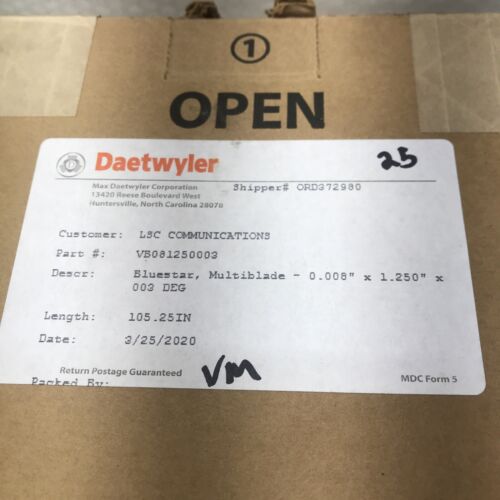 1
OPEN
Daetwyler
25
Max Daetwyler Corporation
13420 Reese Boulevard West
Huntersville, North Carolina 28078
Shipper# ORD372980
Customer: LSC COMMUNICATIONS
Part #: VB081250003
Descr: Bluestar, Multiblade - 0.008" x 1.250" x
003 DEG
Length: 105.25IN
Date: 3/25/2020
Return Postage Guaranteed
VM
MDC Form 5
Packed By: